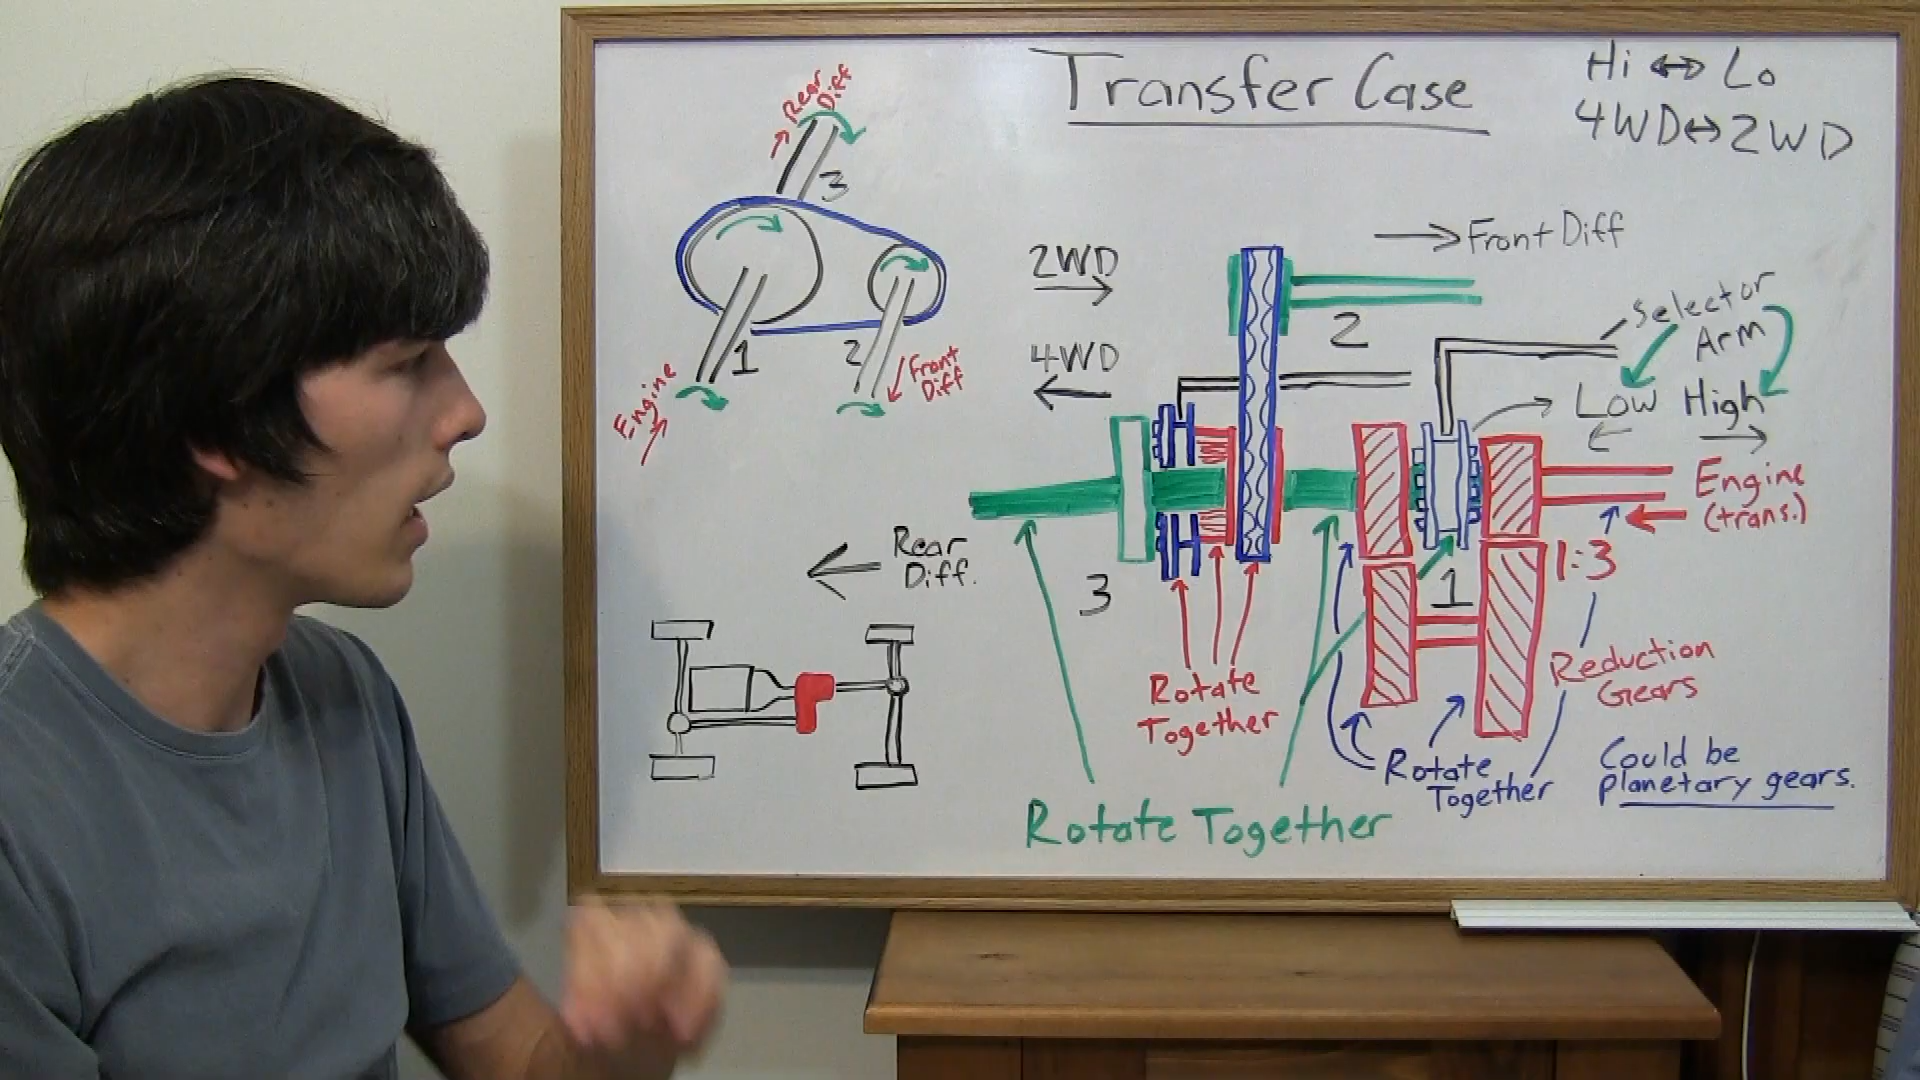 Transfer Case
Hi ↔ Lo
4WD↔2WD
Rear
Diff
3
1
2
Engine
Front
Diff
2WD
4WD
→Front Diff
2
Selector
Arm
Low High
Engine
(trans.)
1:3
1
3
Rear
Diff.
Reduction
Gears
Rotate
Together
Rotate
Together
Could be
planetary gears.
Rotate Together